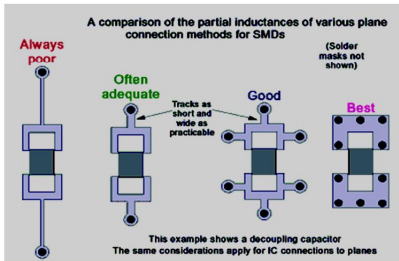 A comparison of the partial inductances of various plane
connection methods for SMDs
Always
poor
Often
adequate
Tracks as
short and
wide as
practicable
Good
(Solder
masks not
shown)
Best
This example shows a decoupling capacitor
The same considerations apply for IC connections to planes